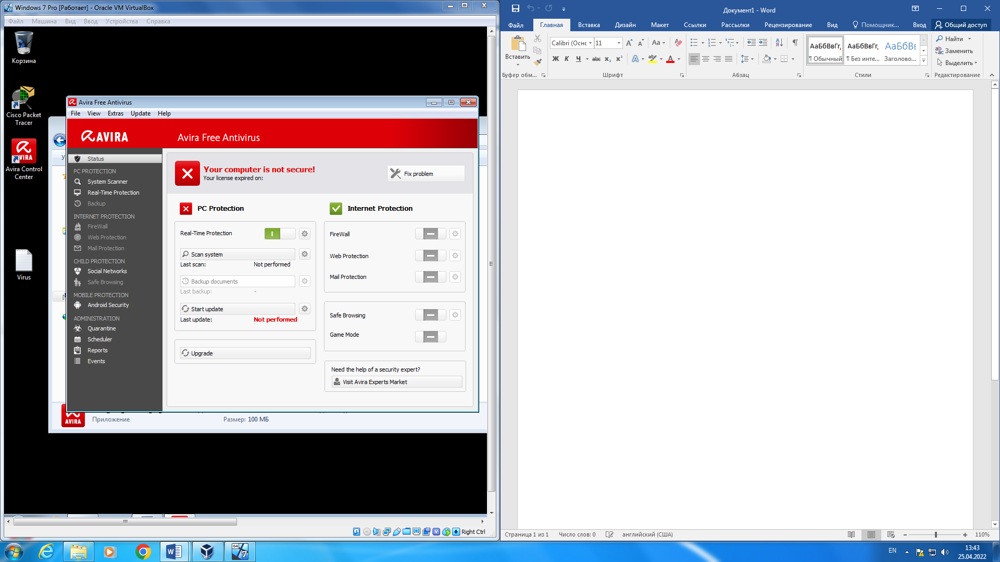 Windows 7 Pro [Работает] - Oracle VM VirtualBox
Файл Машина Вид Ввод Устройства Справка
Корзина
Cisco Packet
Tracer
Avira Control
Center
Virus
Avira Free Antivirus
File View Extras Update Help
AVIRA
Avira Free Antivirus
Status
PC PROTECTION
System Scanner
Real-Time Protection
Backup
INTERNET PROTECTION
FireWall
Web Protection
Mail Protection
CHILD PROTECTION
Social Networks
Safe Browsing
MOBILE PROTECTION
Android Security
ADMINISTRATION
Quarantine
Scheduler
Reports
Events
Your computer is not secure!
Your license expired on:
Fix problem
PC Protection
Real-Time Protection
Scan system
Last scan: Not performed
Backup documents
Last backup: -
Start update
Last update: Not performed
Upgrade
Internet Protection
FireWall
Web Protection
Mail Protection
Safe Browsing
Game Mode
Need the help of a security expert?
Visit Avira Experts Market
AVIRA
Приложение
Размер: 100 МБ
Right Ctrl
Документ1 - Word
Файл Главная Вставка Дизайн Макет Ссылки Рассылки Рецензирование Вид Помощник... Вход Общий доступ
Вставить
Буфер обм...
Calibri (Оснс 11
Aa
Ж К Ч abc x₂ x²
Шрифт
Абзац
АаБбВвГг, АаБбВвГг, АаБбВв
¶ Обычный ¶ Без инте... Заголово...
Стили
Найти
Заменить
Выделить
Редактирование
Страница 1 из 1 Число слов: 0 английский (США)
110%
64
EN
13:43
25.04.2022